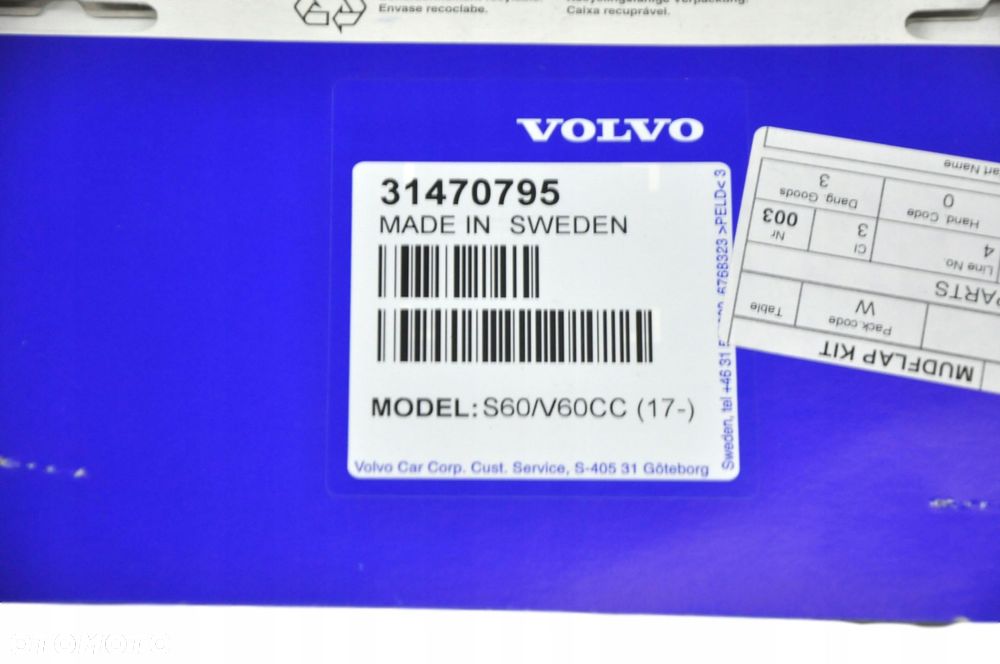 Envase recoclabe.
Caixa recuprável.
VOLVO
31470795
MADE IN SWEDEN
MODEL: S60/V60CC (17-)
Volvo Car Corp. Cust. Service, S-405 31 Göteborg
Sweden, tel +46 31 6768323 >PELD< 3
MUDFLAP KIT
Pack.code
W
Table
PARTS
Line No.
4
Cl
3
Nr
003
Hand Code
0
Dang Goods
3
Name
OTOMOTO